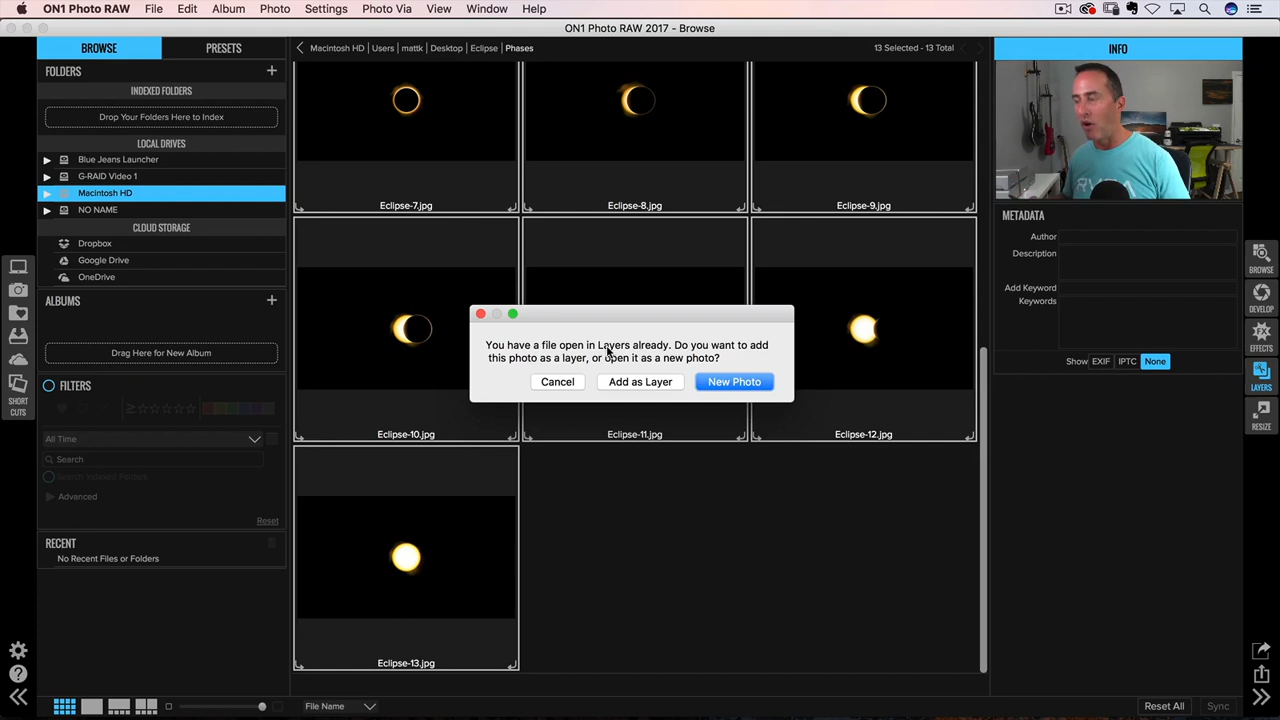 ON1 Photo RAW File Edit Album Photo Settings Photo Via View Window Help
ON1 Photo RAW 2017 - Browse
BROWSE PRESETS
Macintosh HD | Users | mattk | Desktop | Eclipse | Phases
13 Selected - 13 Total
INFO
FOLDERS
INDEXED FOLDERS
Drop Your Folders Here to Index
LOCAL DRIVES
Blue Jeans Launcher
G-RAID Video 1
Macintosh HD
NO NAME
CLOUD STORAGE
Dropbox
Google Drive
OneDrive
ALBUMS
Drag Here for New Album
FILTERS
All Time
Search
Search Indexed Folders
Advanced
Reset
RECENT
No Recent Files or Folders
SHORT
CUTS
Eclipse-7.jpg
Eclipse-8.jpg
Eclipse-9.jpg
You have a file open in Layers already. Do you want to add
this photo as a layer, or open it as a new photo?
Cancel Add as Layer New Photo
Eclipse-10.jpg
Eclipse-11.jpg
Eclipse-12.jpg
Eclipse-13.jpg
File Name
METADATA
Author
Description
Add Keyword
Keywords
Show EXIF IPTC None
BROWSE
DEVELOP
EFFECTS
LAYERS
RESIZE
Reset All Sync